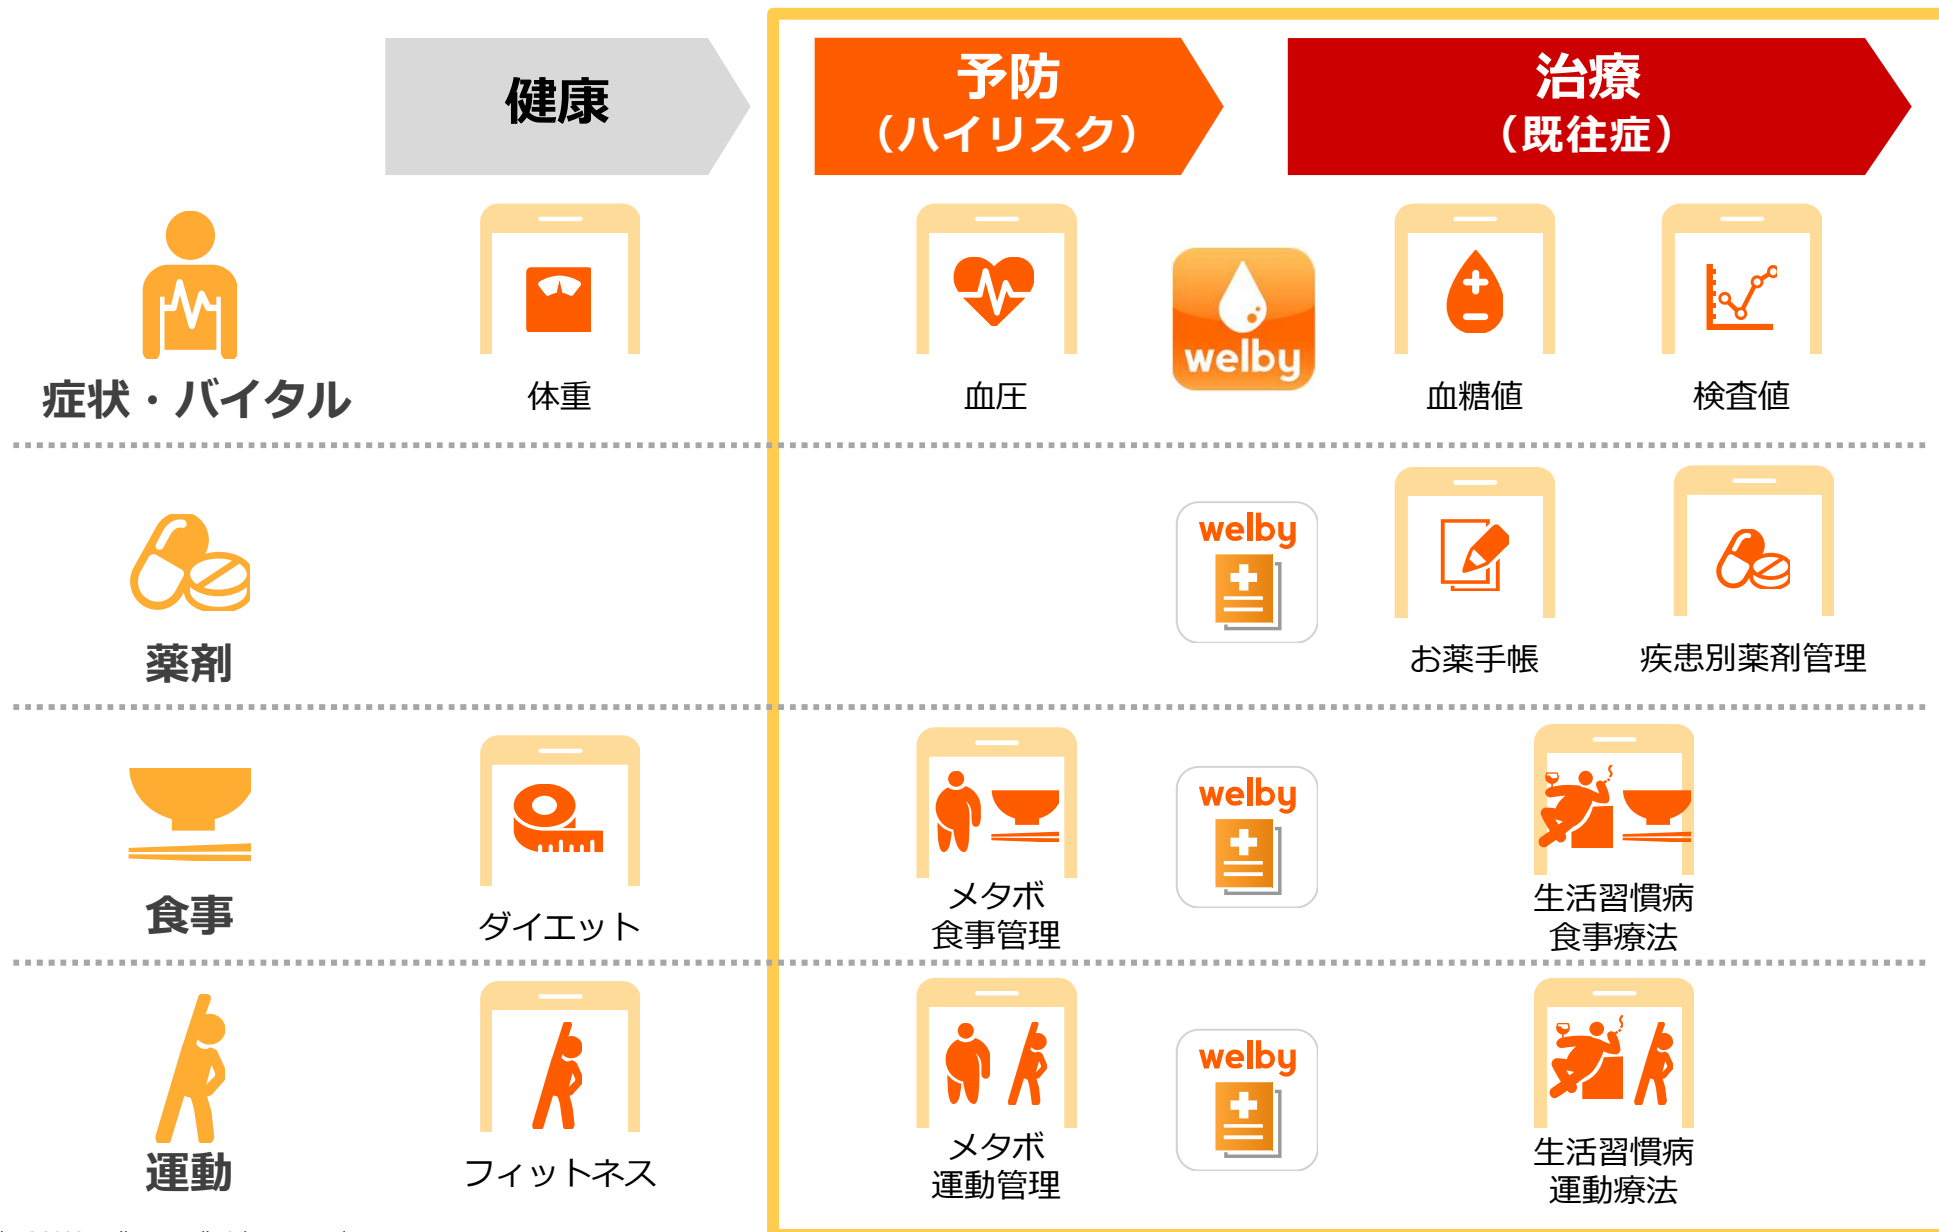 健康
予防
（ハイリスク）
治療
（既往症）
症状・バイタル
体重
血圧
welby
血糖値
検査値
薬剤
welby
お薬手帳
疾患別薬剤管理
食事
ダイエット
メタボ
食事管理
welby
生活習慣病
食事療法
運動
フィットネス
メタボ
運動管理
welby
生活習慣病
運動療法